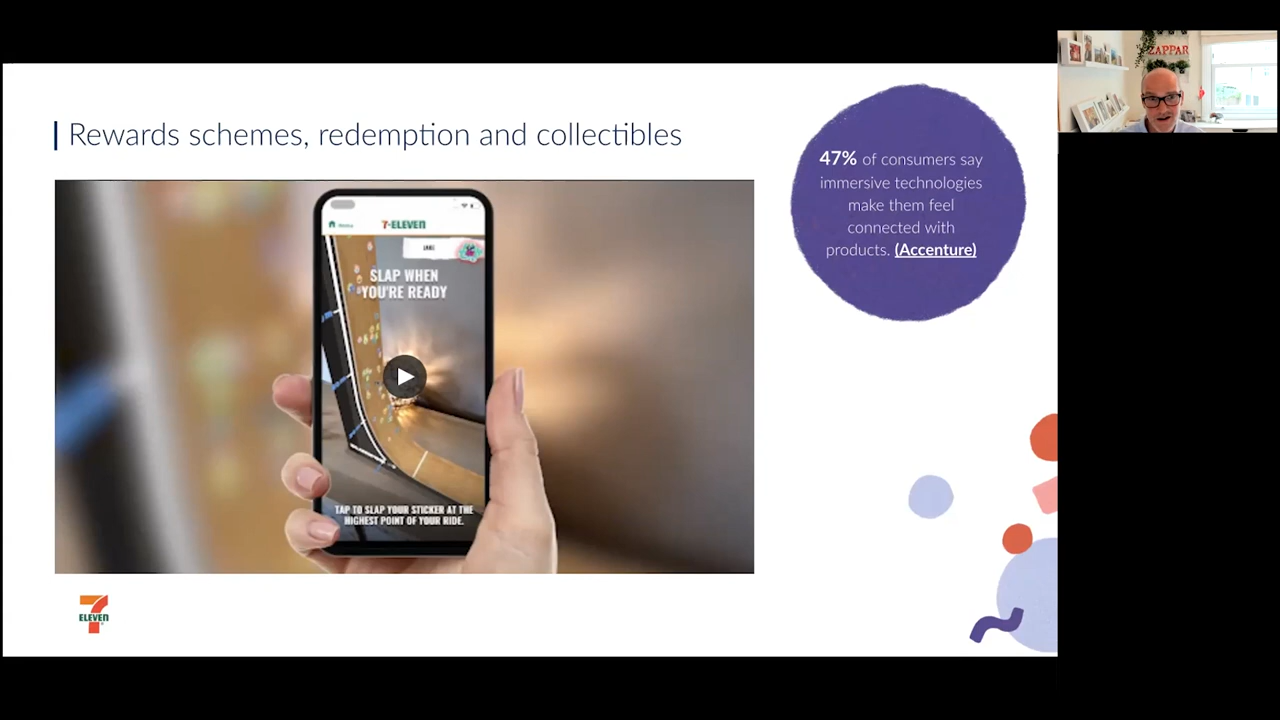 ZAPPAR
Rewards schemes, redemption and collectibles
47% of consumers say
immersive technologies
make them feel
connected with
products. (Accenture)
7-ELEVEN
SLAP WHEN
YOU'RE READY
TAP TO SLAP YOUR STICKER AT THE
HIGHEST POINT OF YOUR RIDE.
7
ELEVEN